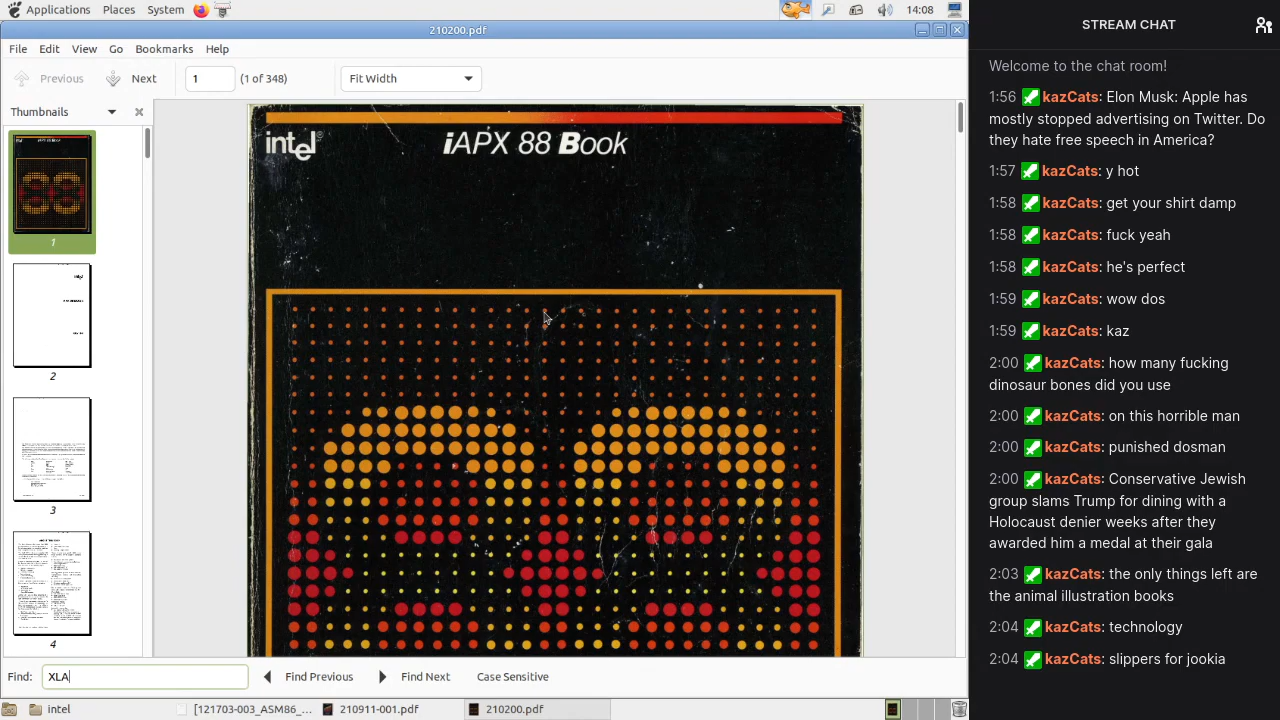 Applications Places System 14:08
210200.pdf
File Edit View Go Bookmarks Help
Previous Next 1 (1 of 348) Fit Width
Thumbnails
1
2
3
4
intel® iAPX 88 Book
Find: XLA Find Previous Find Next Case Sensitive
intel [121703-003_ASM86_... 210911-001.pdf 210200.pdf
STREAM CHAT
Welcome to the chat room!
1:56 kazCats: Elon Musk: Apple has
mostly stopped advertising on Twitter. Do
they hate free speech in America?
1:57 kazCats: y hot
1:58 kazCats: get your shirt damp
1:58 kazCats: fuck yeah
1:58 kazCats: he's perfect
1:59 kazCats: wow dos
1:59 kazCats: kaz
2:00 kazCats: how many fucking
dinosaur bones did you use
2:00 kazCats: on this horrible man
2:00 kazCats: punished dosman
2:00 kazCats: Conservative Jewish
group slams Trump for dining with a
Holocaust denier weeks after they
awarded him a medal at their gala
2:03 kazCats: the only things left are
the animal illustration books
2:04 kazCats: technology
2:04 kazCats: slippers for jookia